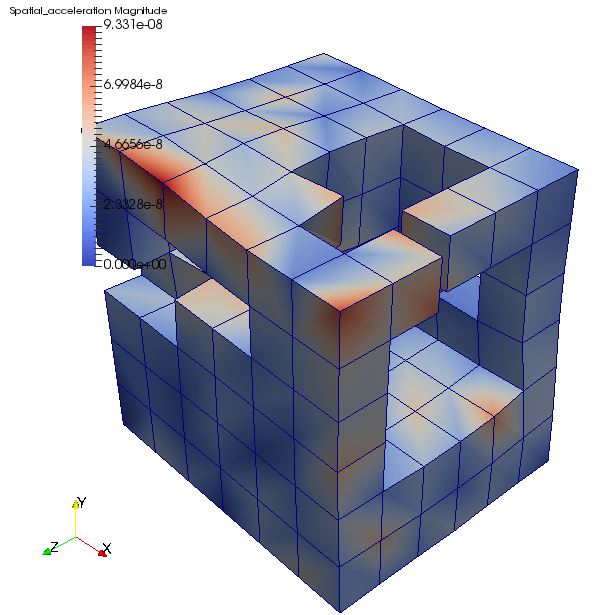 Spatial_acceleration Magnitude
9.331e-08
6.9984e-8
4.6656e-8
2.3328e-8
0.000e+00
Y
Z
X